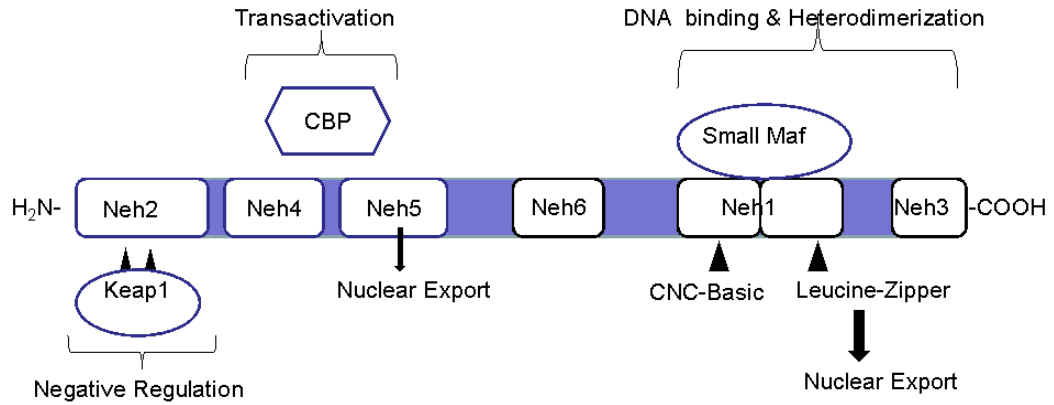 Transactivation
DNA binding & Heterodimerization
CBP
Small Maf
H₂N-
Neh2
Neh4
Neh5
Neh6
Neh1
Neh3
-COOH
Keap1
Nuclear Export
CNC-Basic
Leucine-Zipper
Negative Regulation
Nuclear Export